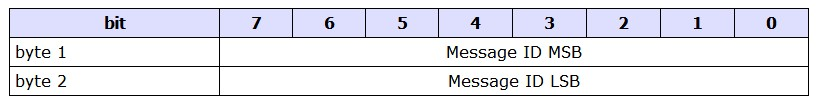 bit 7 6 5 4 3 2 1 0
byte 1 Message ID MSB
byte 2 Message ID LSB